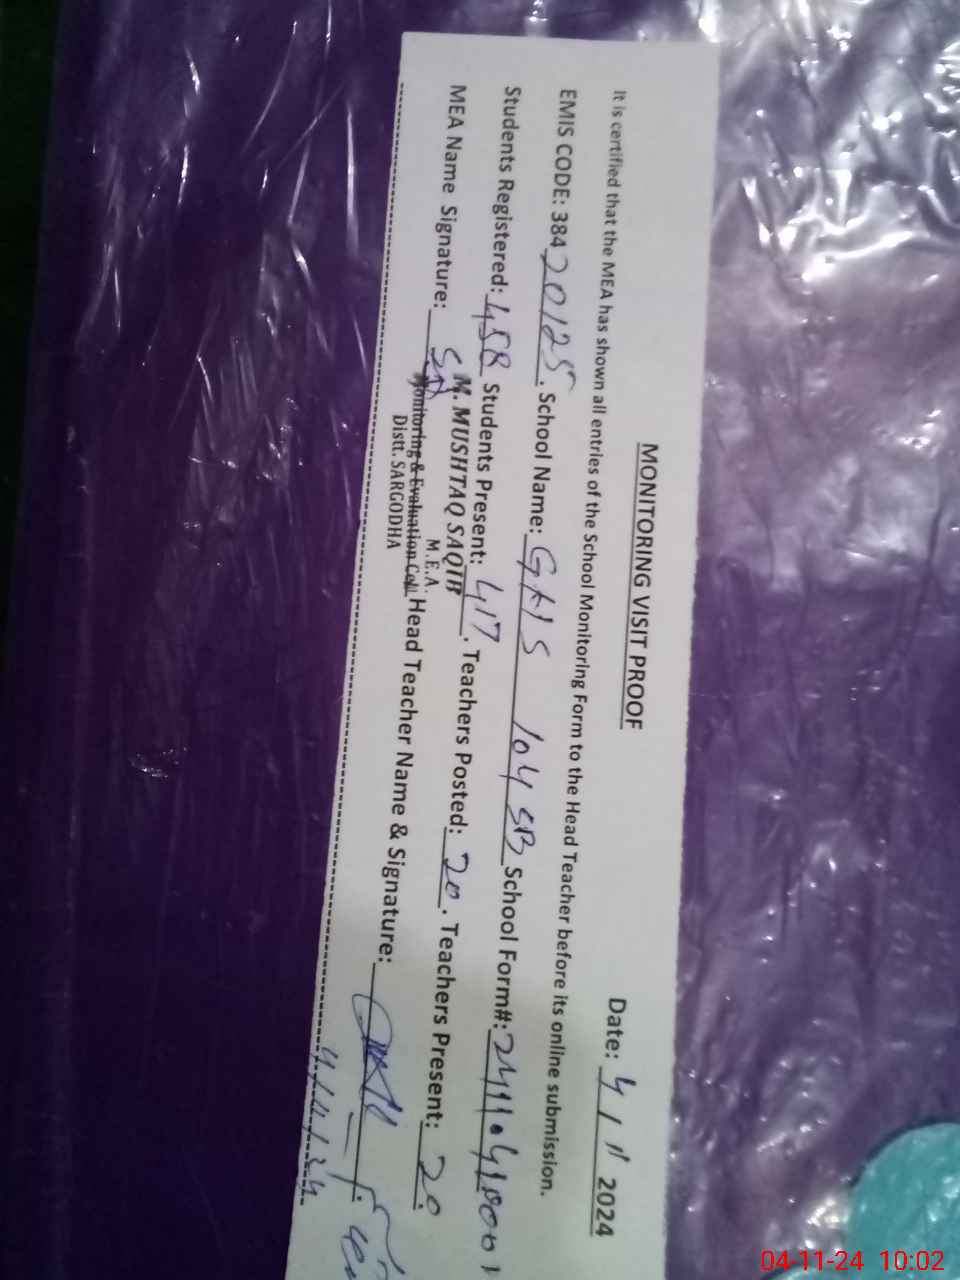 MONITORING VISIT PROOF
Date: 4/11 2024
It is certified that the MEA has shown all entries of the School Monitoring Form to the Head Teacher before its online submission.
EMIS CODE: 38420125. School Name: GHS 104 SB School Form#:
Students Registered: 458 Students Present: 417. Teachers Posted: 20. Teachers Present: 20.
MEA Name Signature:
M. MUSHTAQ SAQIB
M.E.A.
Monitoring & Evaluation Cell
Distt. SARGODHA
Head Teacher Name & Signature:
4/11/24
04-11-24 10:02